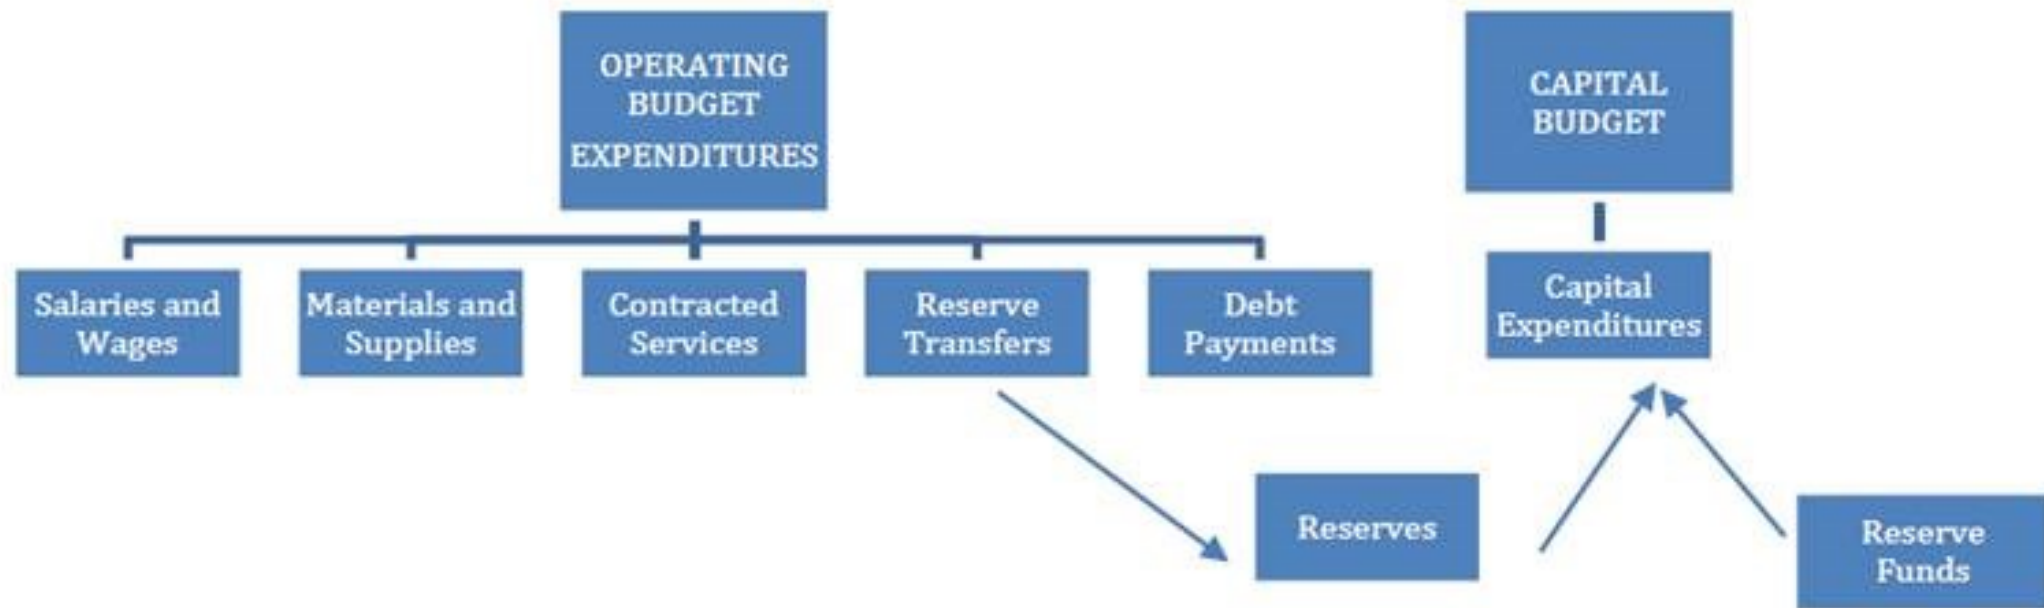 OPERATING
BUDGET
EXPENDITURES
CAPITAL
BUDGET
Salaries and
Wages
Materials and
Supplies
Contracted
Services
Reserve
Transfers
Debt
Payments
Capital
Expenditures
Reserves
Reserve
Funds